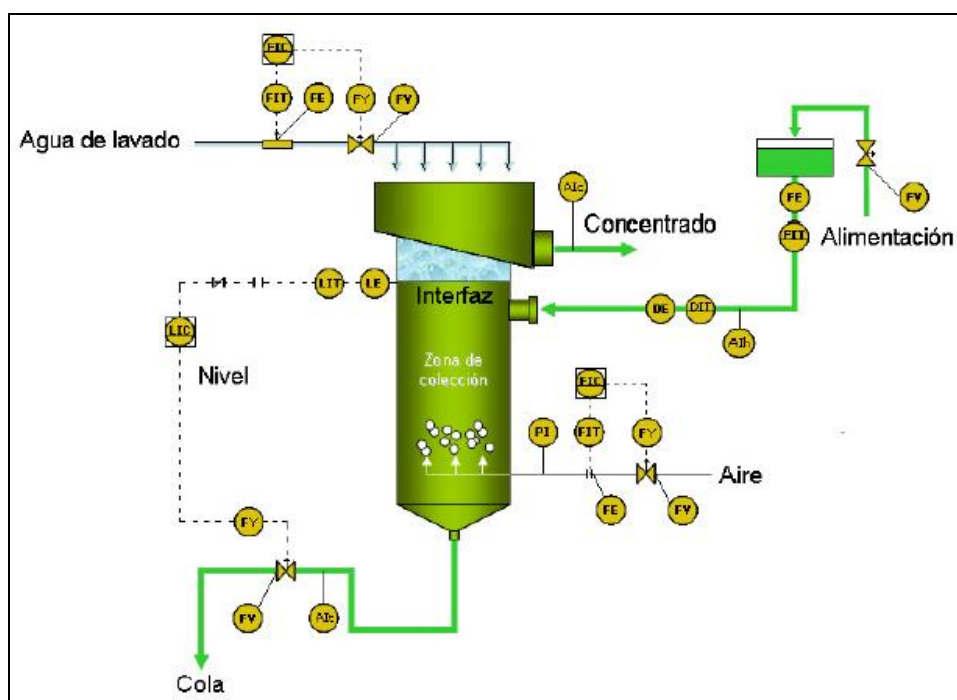 FIC
FIT
FE
FY
FV
Agua de lavado
AIc
Concentrado
FE
FIT
FV
Alimentación
LIT
LE
Interfaz
DE
DIT
AIh
LIC
Nivel
Zona de
colección
FIC
PI
FIT
FY
Aire
FE
FV
FY
FV
AIt
Cola